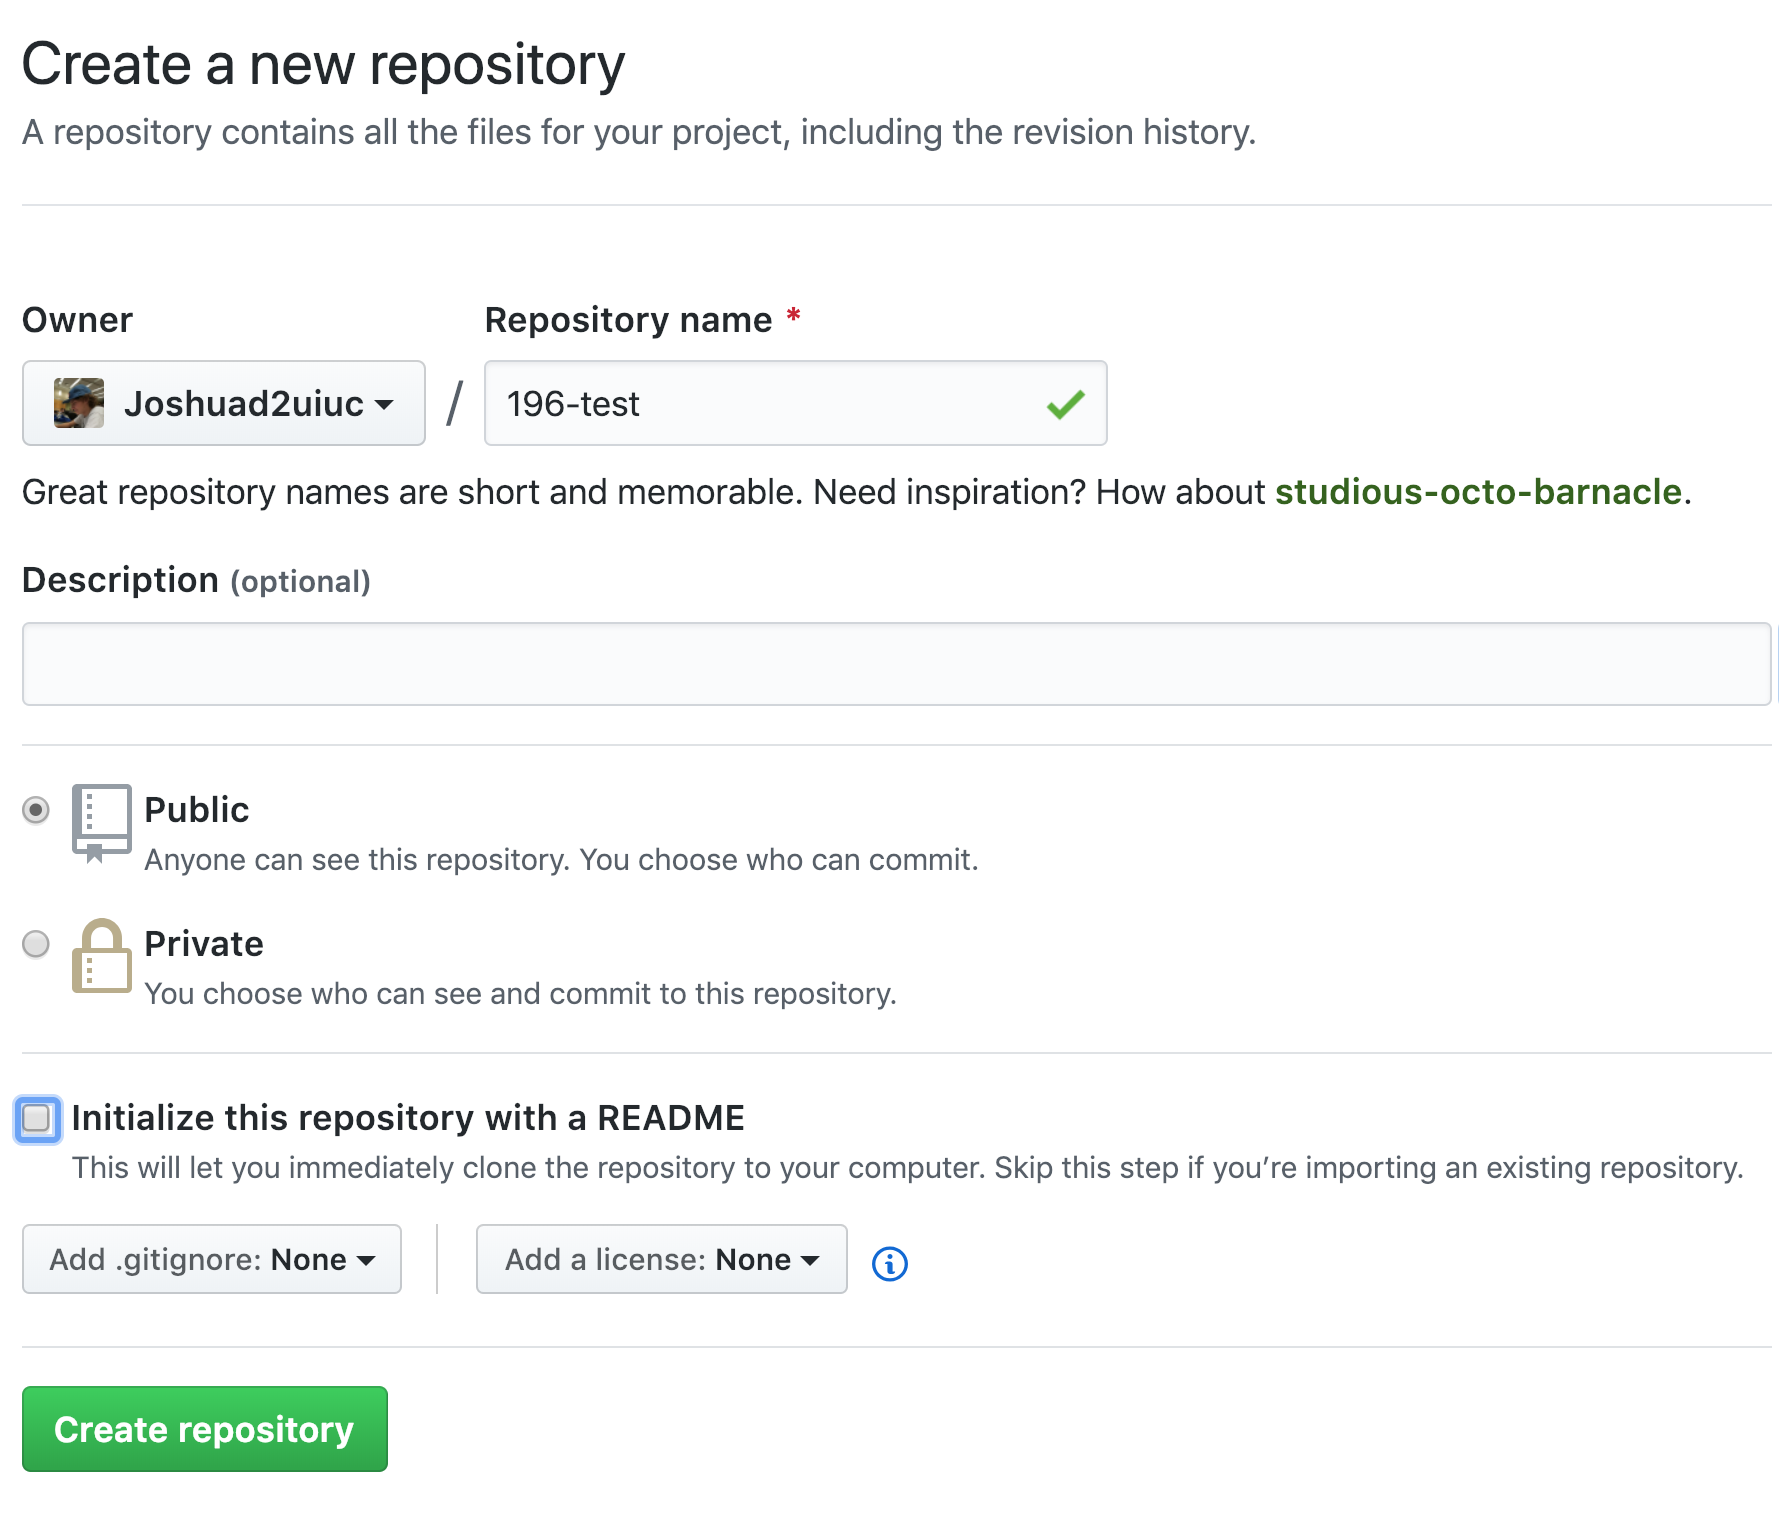 Create a new repository
A repository contains all the files for your project, including the revision history.
Owner
Repository name *
Joshuad2uiuc
/
196-test
Great repository names are short and memorable. Need inspiration? How about studious-octo-barnacle.
Description (optional)
Public
Anyone can see this repository. You choose who can commit.
Private
You choose who can see and commit to this repository.
Initialize this repository with a README
This will let you immediately clone the repository to your computer. Skip this step if you’re importing an existing repository.
Add .gitignore: None
Add a license: None
Create repository